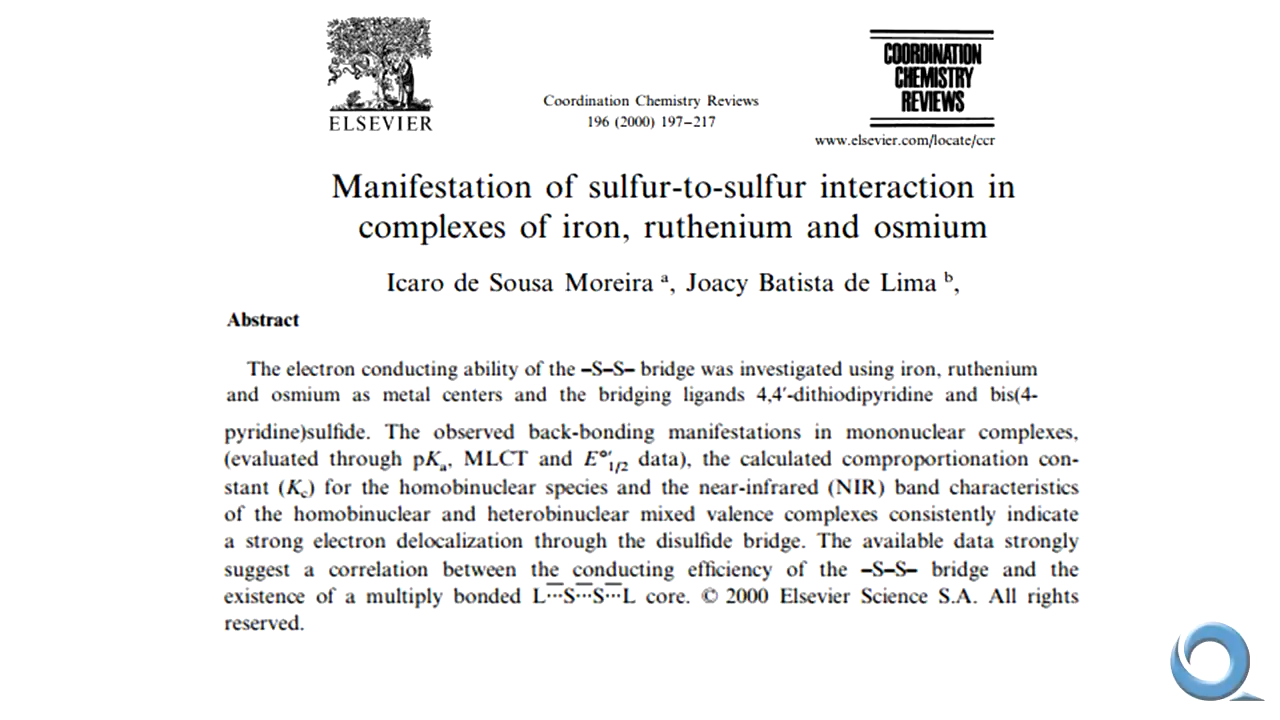 ELSEVIER
Coordination Chemistry Reviews
196 (2000) 197–217
COORDINATION
CHEMISTRY
REVIEWS
www.elsevier.com/locate/ccr
Manifestation of sulfur-to-sulfur interaction in
complexes of iron, ruthenium and osmium
Icaro de Sousa Moreira ᵃ, Joacy Batista de Lima ᵇ,
Abstract
The electron conducting ability of the –S–S– bridge was investigated using iron, ruthenium
and osmium as metal centers and the bridging ligands 4,4′-dithiodipyridine and bis(4-
pyridine)sulfide. The observed back-bonding manifestations in mononuclear complexes,
(evaluated through pKₐ, MLCT and E°′1/2 data), the calculated comproportionation con-
stant (Kc) for the homobinuclear species and the near-infrared (NIR) band characteristics
of the homobinuclear and heterobinuclear mixed valence complexes consistently indicate
a strong electron delocalization through the disulfide bridge. The available data strongly
suggest a correlation between the conducting efficiency of the –S–S– bridge and the
existence of a multiply bonded L···S···S···L core. © 2000 Elsevier Science S.A. All rights
reserved.